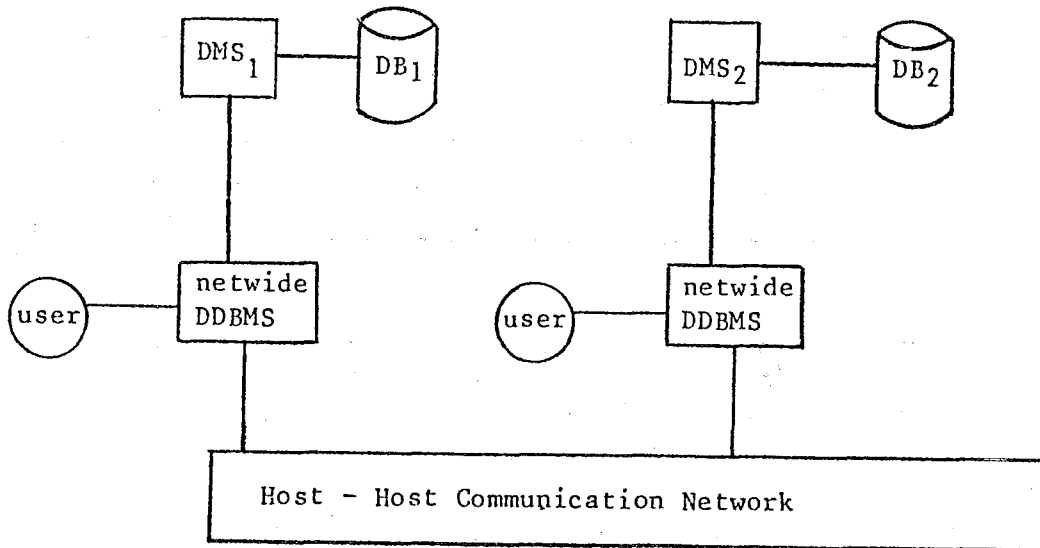 DMS₁
DB₁
DMS₂
DB₂
user
netwide
DDBMS
user
netwide
DDBMS
Host - Host Communication Network